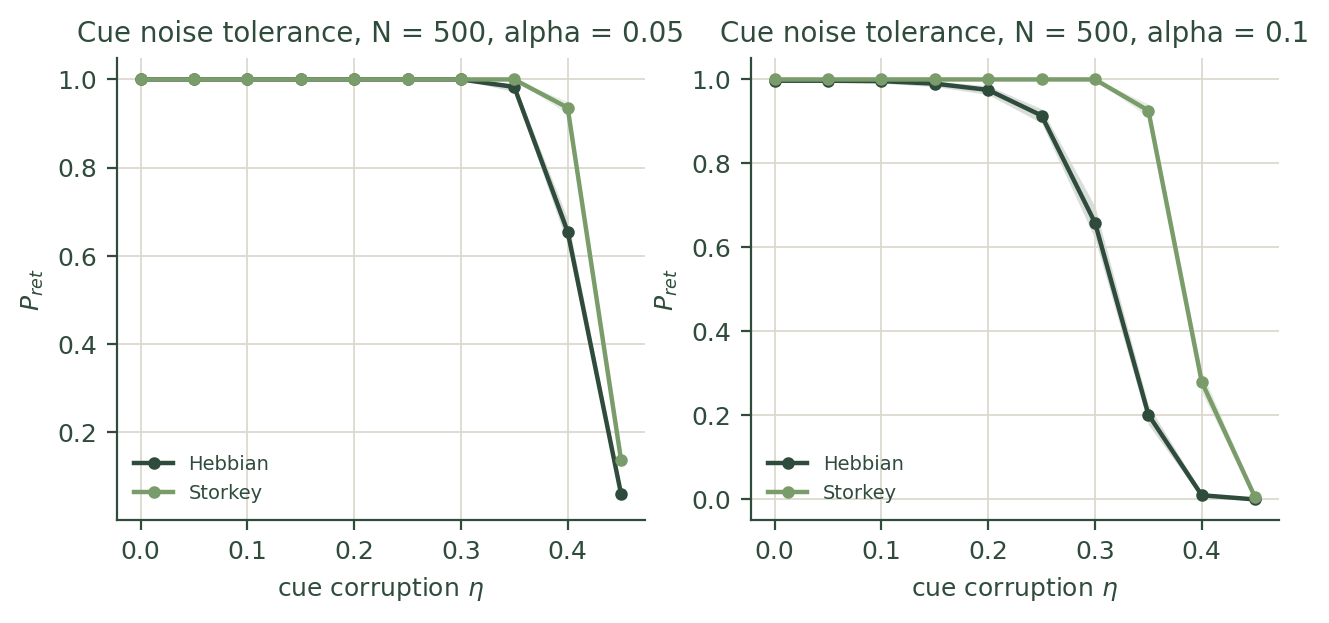 Cue noise tolerance, N = 500, alpha = 0.05
1.0
0.8
0.6
0.4
0.2
P_ret
Hebbian
Storkey
0.0 0.1 0.2 0.3 0.4
cue corruption η
Cue noise tolerance, N = 500, alpha = 0.1
1.0
0.8
0.6
0.4
0.2
0.0
P_ret
Hebbian
Storkey
0.0 0.1 0.2 0.3 0.4
cue corruption η